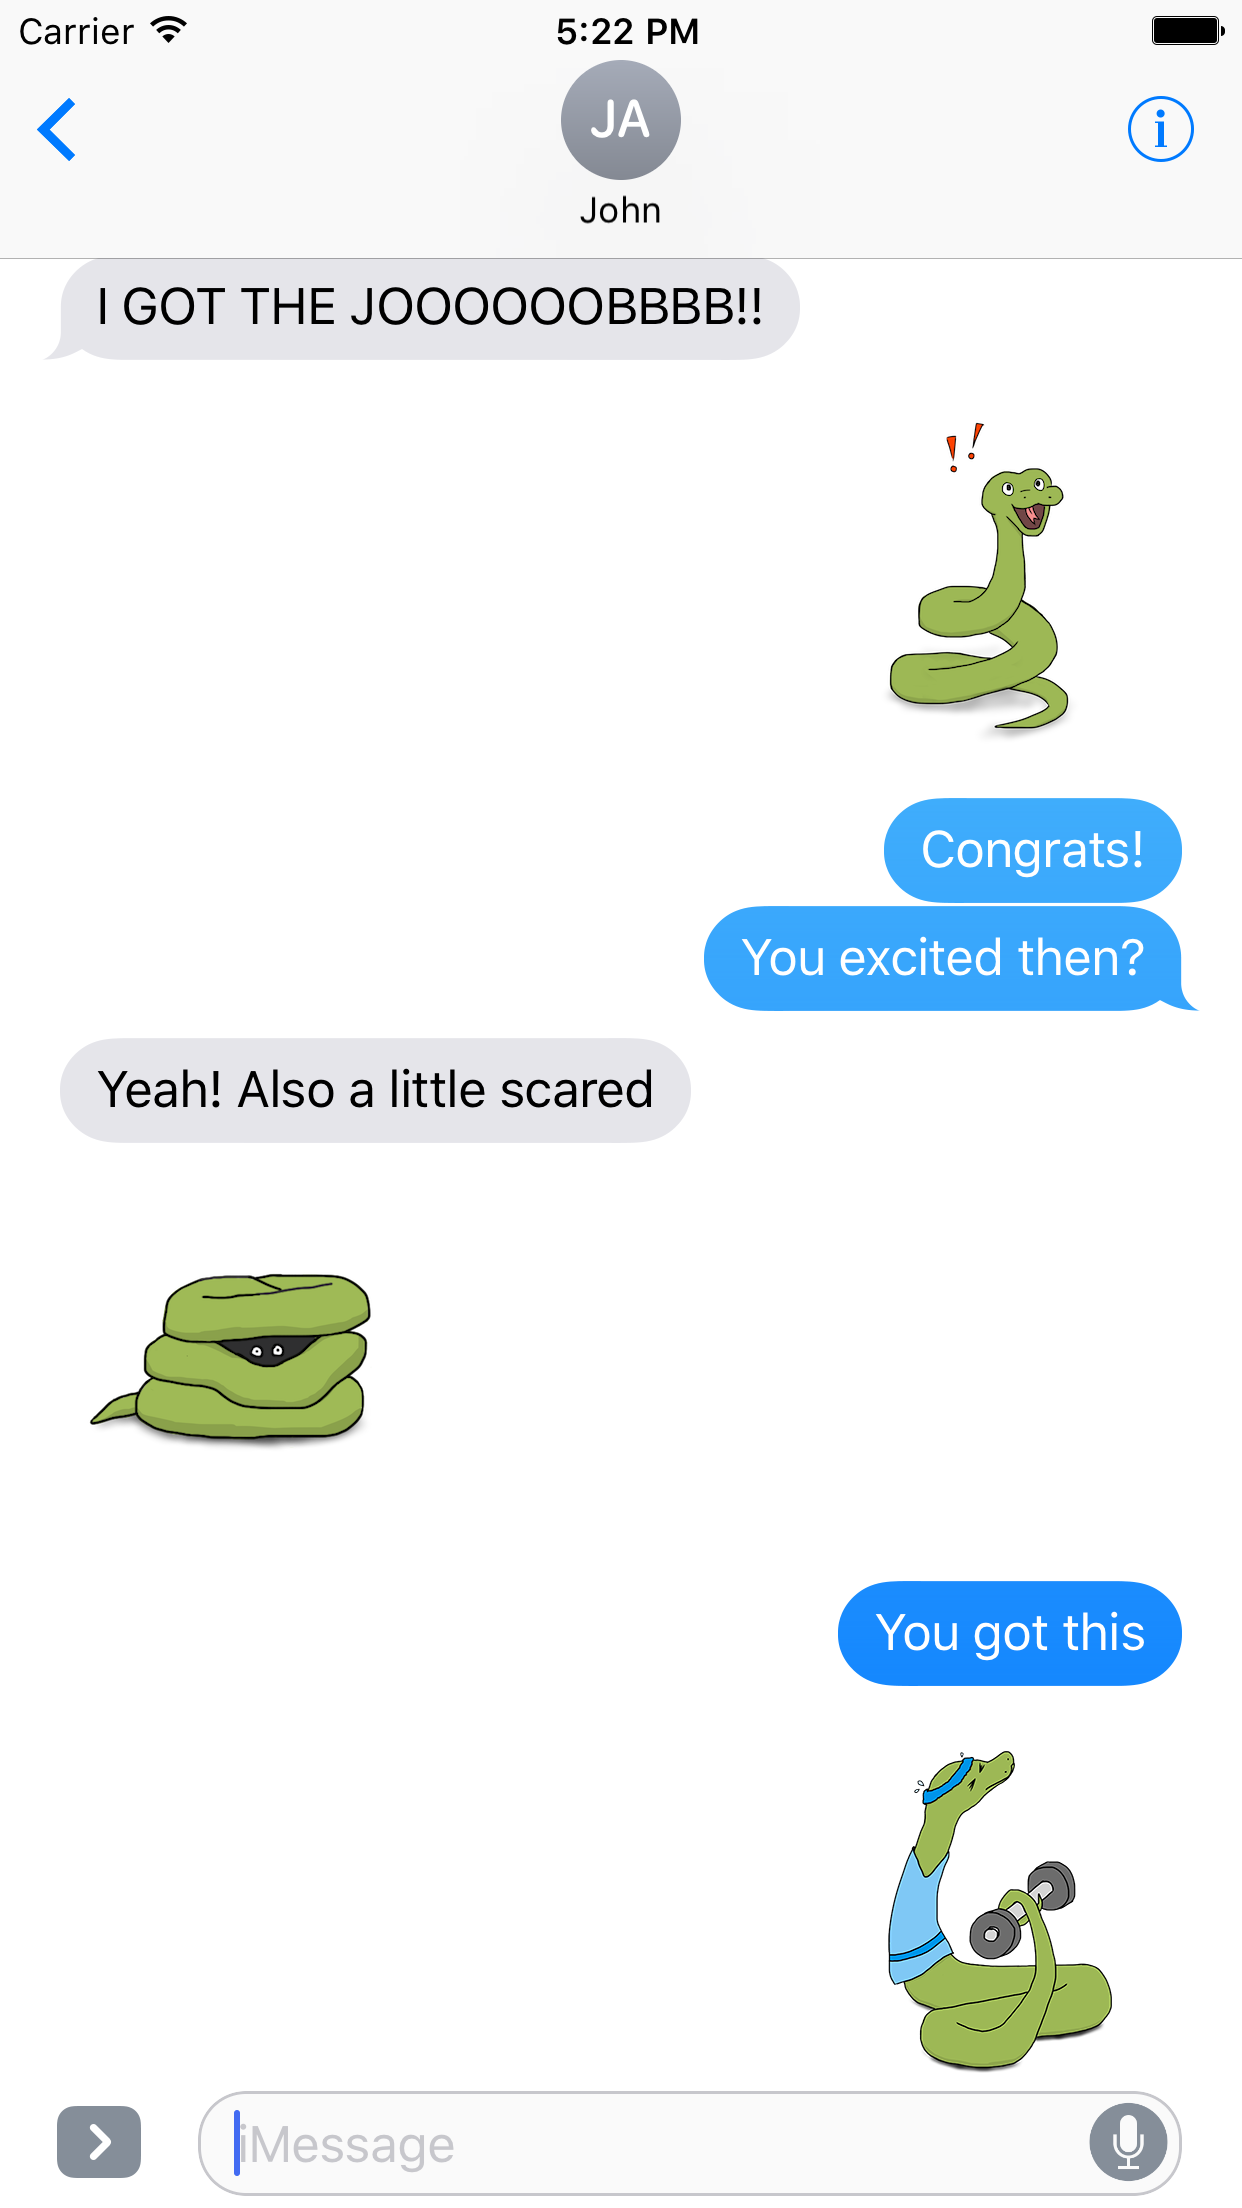 Carrier 5:22 PM
JA
John
I GOT THE JOOOOOOBBBB!!
!!
Congrats!
You excited then?
Yeah! Also a little scared
You got this
iMessage